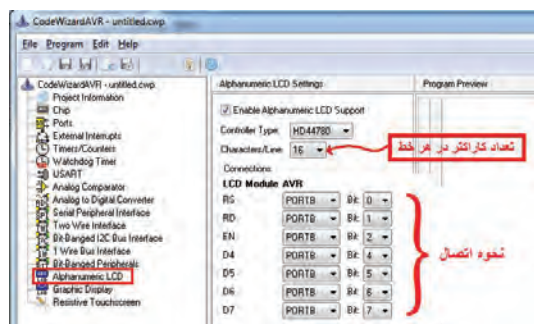 CodeWizardAVR - untitled.cwp
File Program Edit Help
CodeWizardAVR - untitled.cwp
Project Information
Chip
Ports
External Interrupts
Timers/Counters
Watchdog Timer
USART
Analog Comparator
Analog to Digital Converter
Serial Peripheral Interface
Two Wire Interface
Bit-Banged I2C Bus Interface
1 Wire Bus Interface
Bit-Banged Peripherals
Alphanumeric LCD
Graphic Display
Resistive Touchscreen
Alphanumeric LCD Settings
Enable Alphanumeric LCD Support
Controller Type: HD44780
Characters/Line: 16
Connections
LCD Module AVR
RS PORTB Bit: 0
RD PORTB Bit: 1
EN PORTB Bit: 2
D4 PORTB Bit: 4
D5 PORTB Bit: 5
D6 PORTB Bit: 6
D7 PORTB Bit: 7
Program Preview
تعداد کاراکتر در هر خط
نحوه اتصال